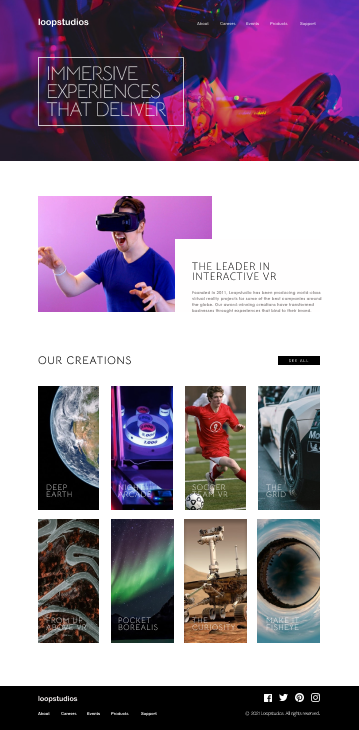 loopstudios
About Careers Events Products Support
IMMERSIVE
EXPERIENCES
THAT DELIVER
THE LEADER IN
INTERACTIVE VR
Founded in 2011, Loopstudios has been producing world-class
virtual reality projects for some of the best companies around
the globe. Our award-winning creations have transformed
businesses through experiences that bind to their brand.
OUR CREATIONS
SEE ALL
DEEP
EARTH
NIGHT
ARCADE
SOCCER
TEAM VR
THE
GRID
FROM UP
ABOVE VR
POCKET
BOREALIS
THE
CURIOSITY
MAKE IT
FISHEYE
loopstudios
About Careers Events Products Support
© 2021 Loopstudios. All rights reserved.